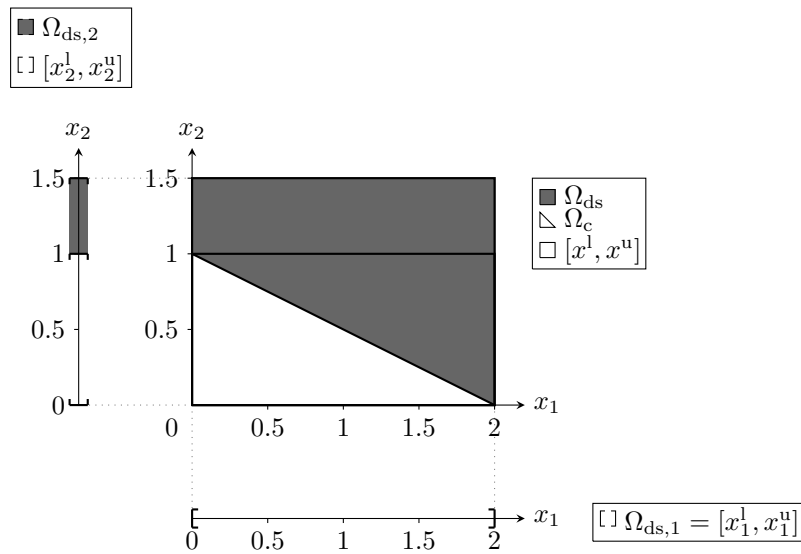 Ω_ds,2
[x_2^l, x_2^u]
x_2
x_2
1.5
1.5
Ω_ds
Ω_c
[x^l, x^u]
1
1
0.5
0.5
0
x_1
0
0.5
1
1.5
2
x_1
Ω_ds,1 = [x_1^l, x_1^u]
0
0.5
1
1.5
2